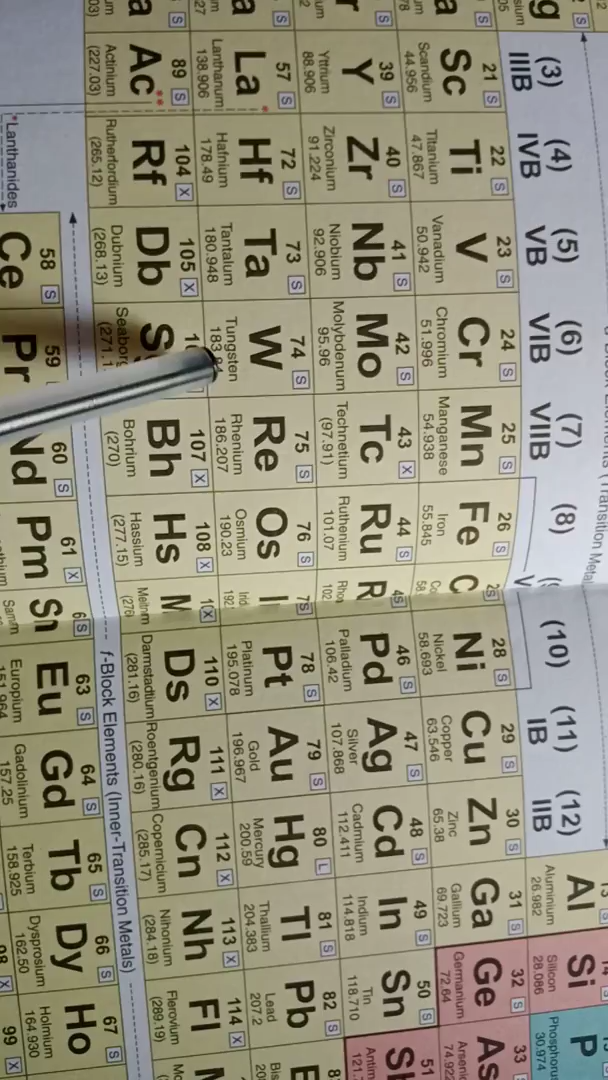 d-Block Elements (Transition Metal
(3) (4) (5) (6) (7) (8) (10) (11) (12)
IIIB IVB VB VIB VIIB IB IIB
Aluminium 26.982 Al
Silicon 28.086 Si
Phosphorus 30.974 P
21 S Sc Scandium 44.956
22 S Ti Titanium 47.867
23 S V Vanadium 50.942
24 S Cr Chromium 51.996
25 S Mn Manganese 54.938
26 S Fe Iron 55.845
28 S Ni Nickel 58.693
29 S Cu Copper 63.546
30 S Zn Zinc 65.38
31 S Ga Gallium 69.723
32 S Ge Germanium 72.64
33 As
39 S Y Yttrium 88.906
40 S Zr Zirconium 91.224
41 S Nb Niobium 92.906
42 S Mo Molybdenum 95.96
43 X Tc Technetium (97.91)
44 S Ru Ruthenium 101.07
46 S Pd Palladium 106.42
47 S Ag Silver 107.868
48 S Cd Cadmium 112.411
49 S In Indium 114.818
50 S Sn Tin 118.710
51
57 S La* Lanthanum 138.906
72 S Hf Hafnium 178.49
73 S Ta Tantalum 180.948
74 S W Tungsten
75 S Re Rhenium 186.207
76 S Os Osmium 190.23
78 S Pt Platinum 195.078
79 S Au Gold 196.967
80 L Hg Mercury 200.59
81 S Tl Thallium 204.383
82 S Pb Lead 207.2
89 S Ac** Actinium (227.03)
104 X Rf Rutherfordium (265.12)
105 X Db Dubnium (268.13)
107 X Bh Bohrium (270)
108 X Hs Hassium (277.15)
110 X Ds Darmstadtium (281.16)
111 X Rg Roentgenium (280.16)
112 X Cn Copernicium (285.17)
113 X Nh Nihonium (284.18)
114 X Fl Flerovium (289.19)
f-Block Elements (Inner-Transition Metals)
*Lanthanides
58 S Ce
59 Pr
60 S Nd
61 X Pm
63 S Eu Europium
64 S Gd Gadolinium 157.25
65 S Tb Terbium 158.925
66 S Dy Dysprosium 162.50
67 S Ho Holmium 164.930
98 X
99 X